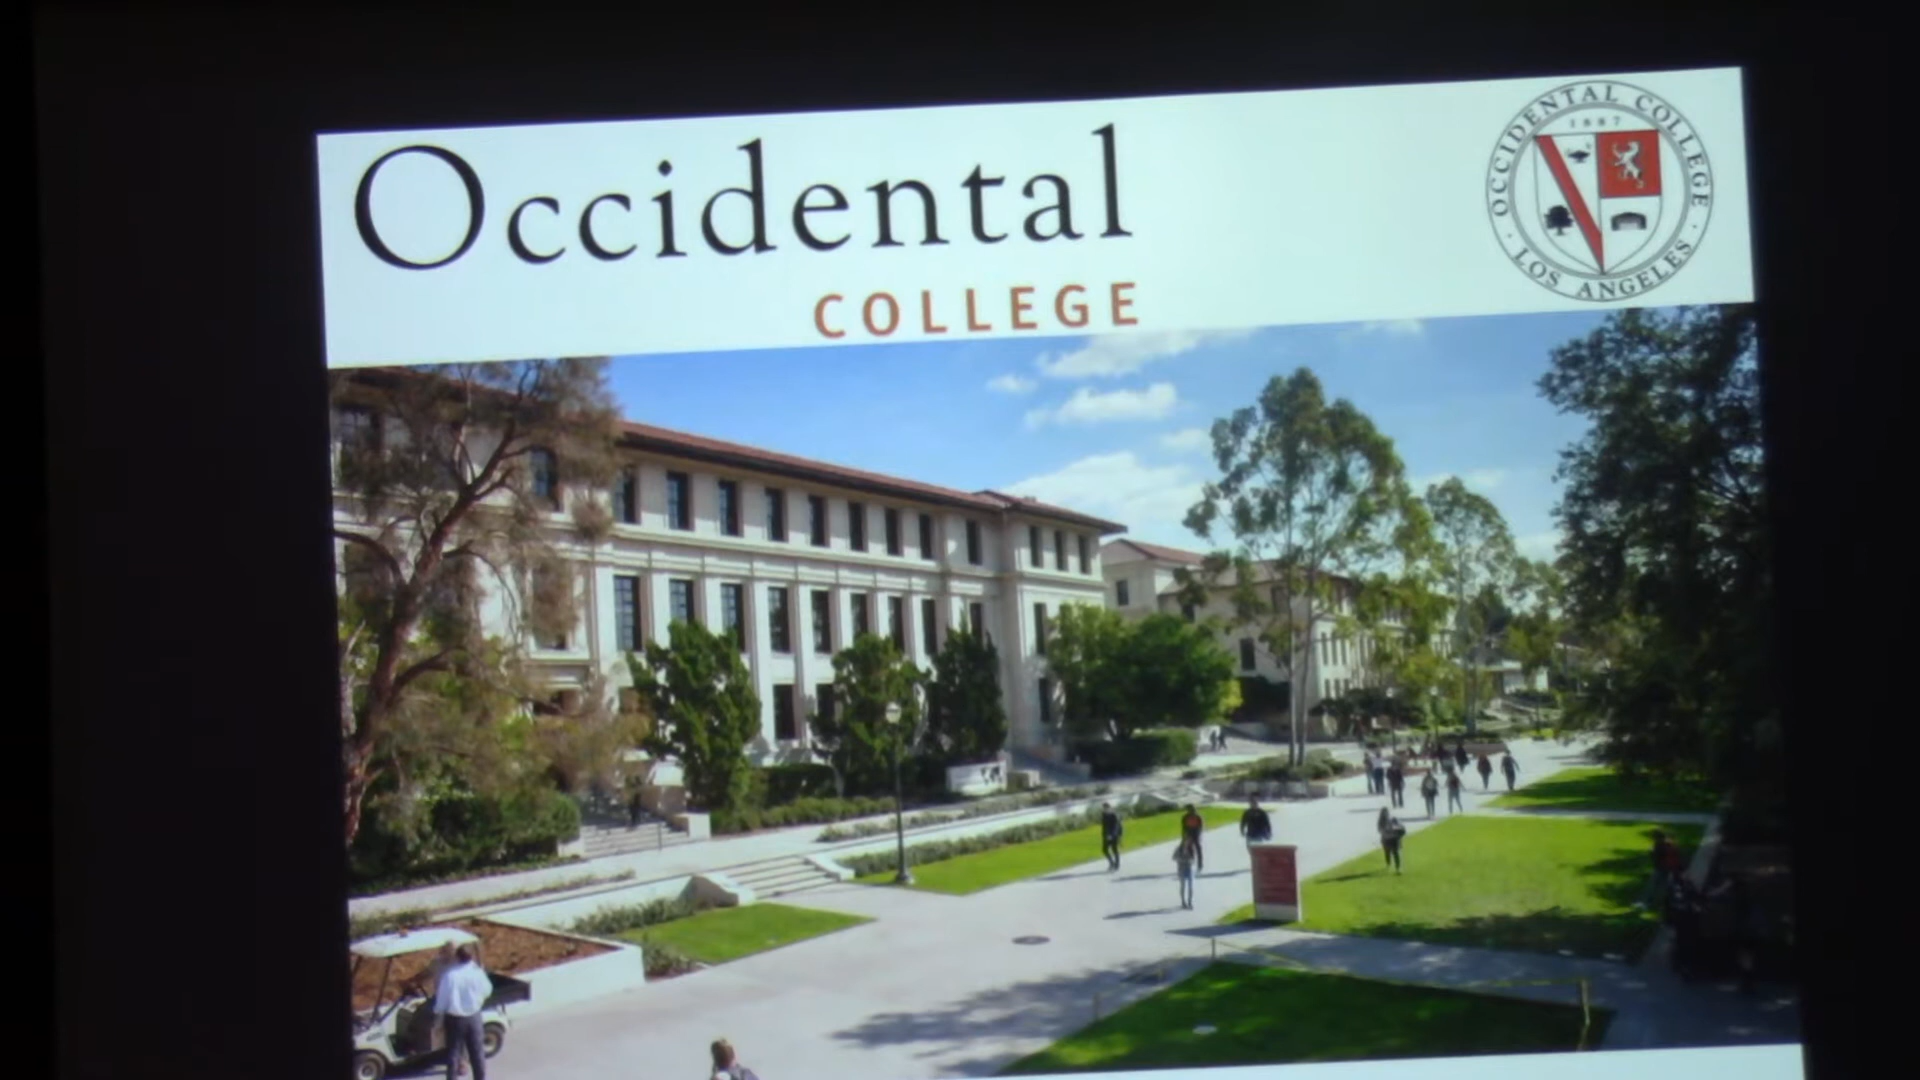 Occidental
COLLEGE
OCCIDENTAL COLLEGE
1887
LOS ANGELES